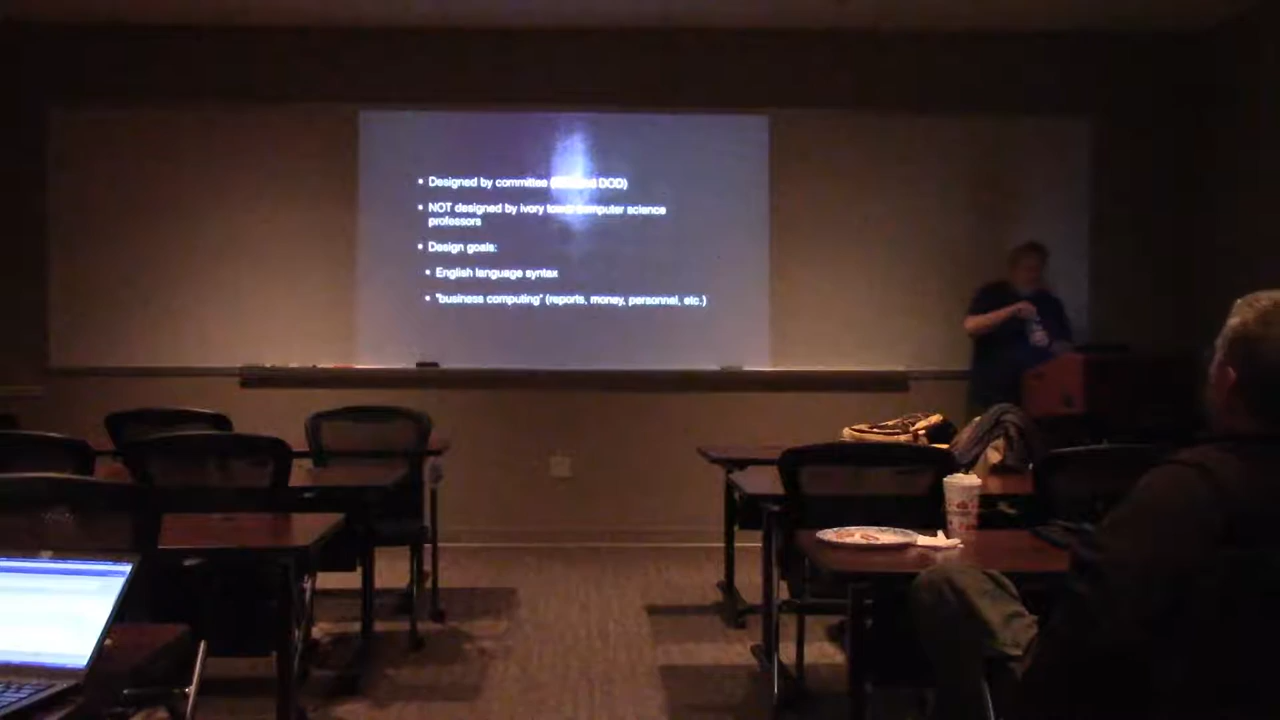 • Designed by committee DOD)
• NOT designed by ivory tower computer science
professors
• Design goals:
• English language syntax
• "business computing" (reports, money, personnel, etc.)